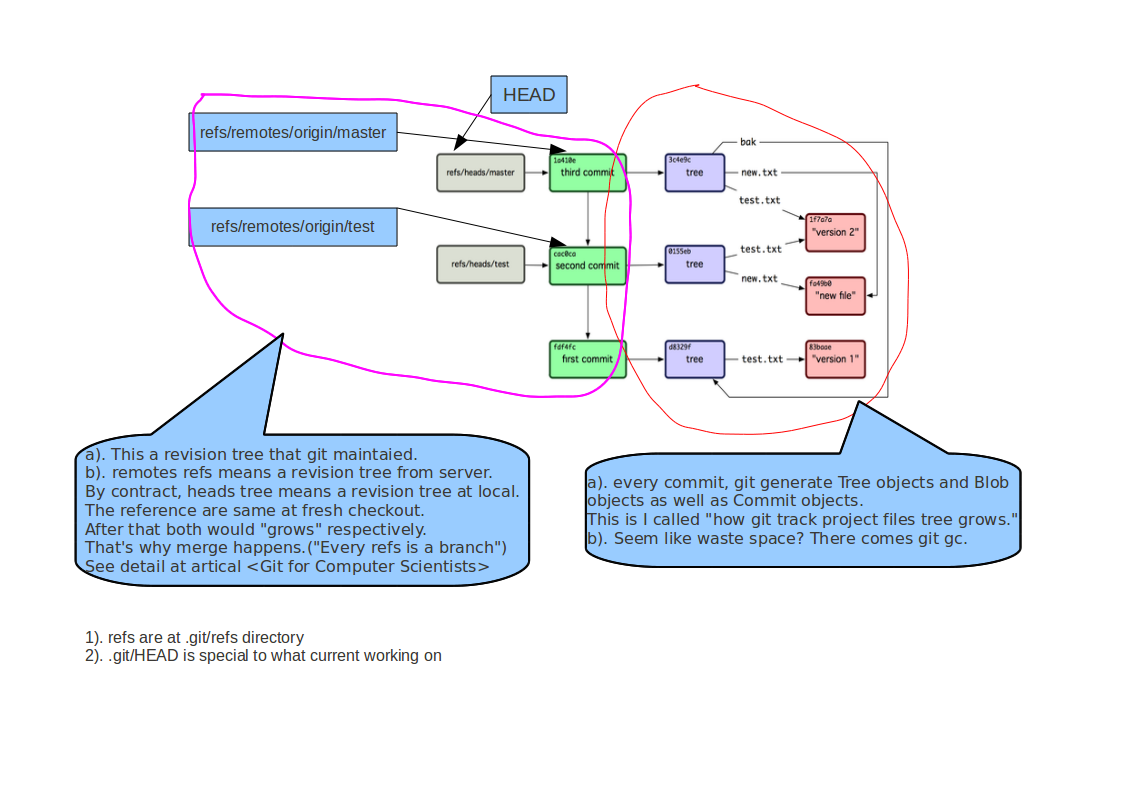 HEAD
refs/remotes/origin/master
bak
1a410e
third commit
3c4e9c
tree
refs/heads/master
new.txt
test.txt
refs/remotes/origin/test
1f7a7a
"version 2"
cac0ca
second commit
0155eb
tree
test.txt
refs/heads/test
new.txt
fa49b0
"new file"
fdf4fc
first commit
d8329f
tree
test.txt
83baae
"version 1"
a). This a revision tree that git maintaied.
b). remotes refs means a revision tree from server.
By contract, heads tree means a revision tree at local.
The reference are same at fresh checkout.
After that both would "grows" respectively.
That's why merge happens.("Every refs is a branch")
See detail at artical <Git for Computer Scientists>
a). every commit, git generate Tree objects and Blob
objects as well as Commit objects.
This is I called "how git track project files tree grows."
b). Seem like waste space? There comes git gc.
1). refs are at .git/refs directory
2). .git/HEAD is special to what current working on